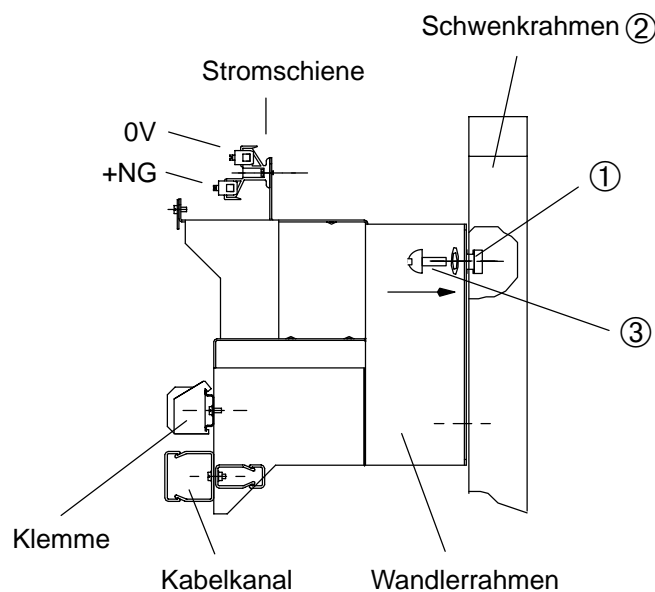 Schwenkrahmen ②
Stromschiene
0V
+NG
①
③
Klemme
Kabelkanal
Wandlerrahmen